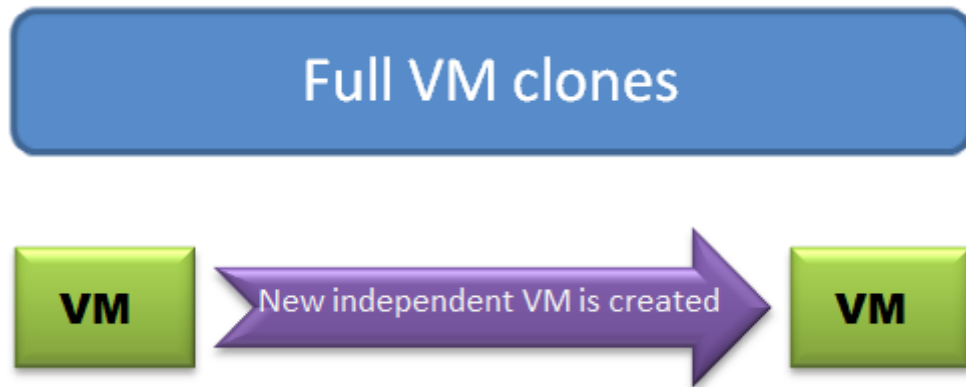 Full VM clones
VM
New independent VM is created
VM